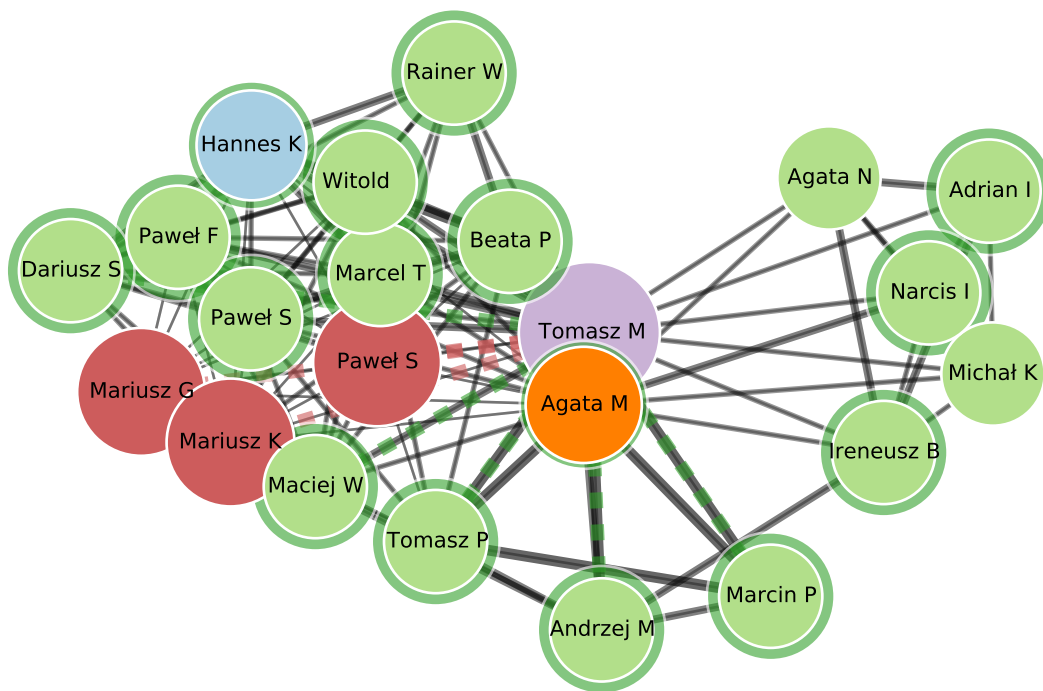 Rainer W
Hannes K
Witold
Agata N
Adrian I
Paweł F
Beata P
Dariusz S
Marcel T
Narcis I
Paweł S
Tomasz M
Paweł S
Michał K
Mariusz G
Agata M
Mariusz K
Ireneusz B
Maciej W
Tomasz P
Marcin P
Andrzej M